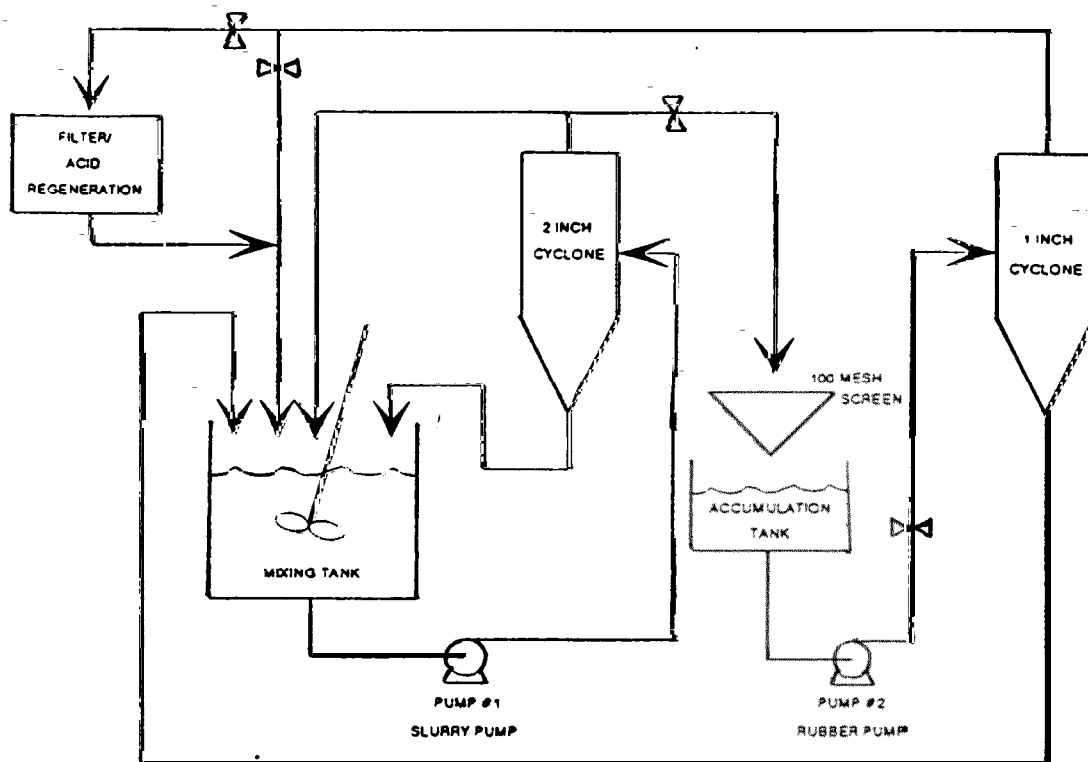 FILTER/
ACID
REGENERATION
2 INCH
CYCLONE
1 INCH
CYCLONE
100 MESH
SCREEN
ACCUMULATION
TANK
MIXING TANK
PUMP #1
SLURRY PUMP
PUMP #2
RUBBER PUMP